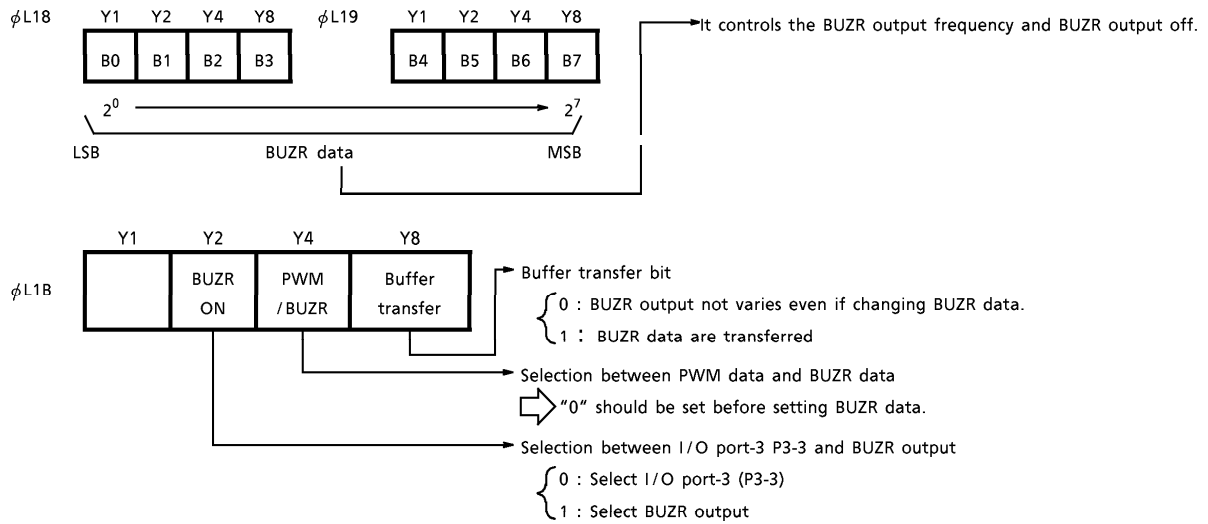 φL18 Y1 Y2 Y4 Y8 φL19 Y1 Y2 Y4 Y8 It controls the BUZR output frequency and BUZR output off.
B0 B1 B2 B3 B4 B5 B6 B7
2⁰ 2⁷
LSB BUZR data MSB
Y1 Y2 Y4 Y8
φL1B
BUZR
ON
PWM
/BUZR
Buffer
transfer
Buffer transfer bit
0 : BUZR output not varies even if changing BUZR data.
1 : BUZR data are transferred
Selection between PWM data and BUZR data
"0" should be set before setting BUZR data.
Selection between I/O port-3 P3-3 and BUZR output
0 : Select I/O port-3 (P3-3)
1 : Select BUZR output